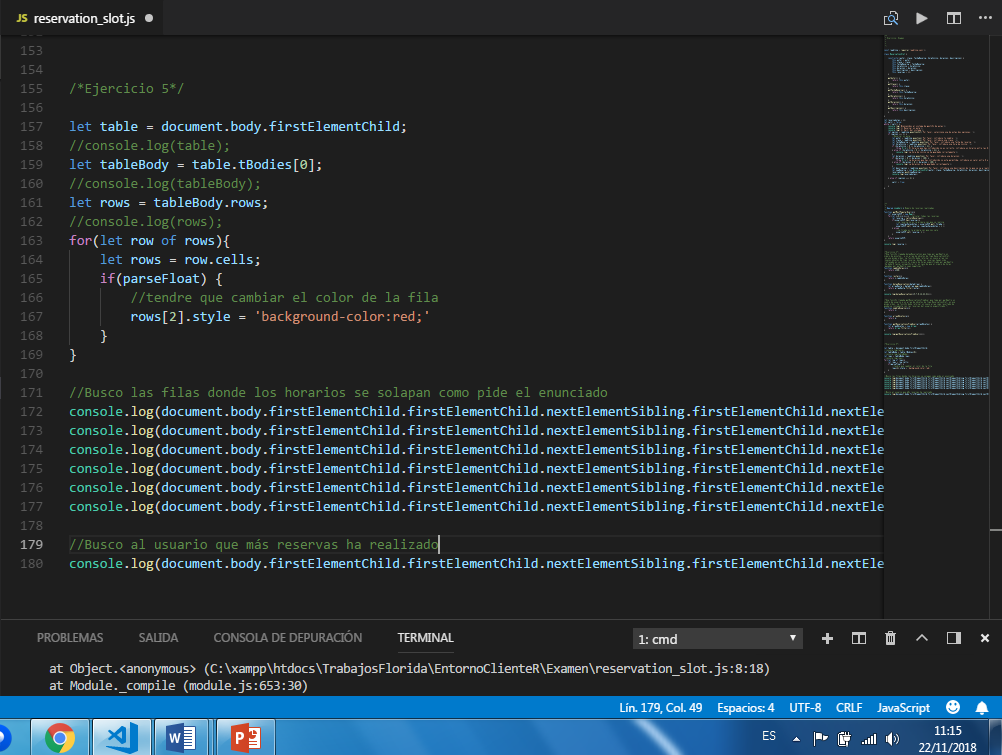 JS reservation_slot.js
153
154
155 /*Ejercicio 5*/
156
157 let table = document.body.firstElementChild;
158 //console.log(table);
159 let tableBody = table.tBodies[0];
160 //console.log(tableBody);
161 let rows = tableBody.rows;
162 //console.log(rows);
163 for(let row of rows){
164 let rows = row.cells;
165 if(parseFloat) {
166 //tendre que cambiar el color de la fila
167 rows[2].style = 'background-color:red;'
168 }
169 }
170
171 //Busco las filas donde los horarios se solapan como pide el enunciado
172 console.log(document.body.firstElementChild.firstElementChild.nextElementSibling.firstElementChild.nextEle
173 console.log(document.body.firstElementChild.firstElementChild.nextElementSibling.firstElementChild.nextEle
174 console.log(document.body.firstElementChild.firstElementChild.nextElementSibling.firstElementChild.nextEle
175 console.log(document.body.firstElementChild.firstElementChild.nextElementSibling.firstElementChild.nextEle
176 console.log(document.body.firstElementChild.firstElementChild.nextElementSibling.firstElementChild.nextEle
177 console.log(document.body.firstElementChild.firstElementChild.nextElementSibling.firstElementChild.nextEle
178
179 //Busco al usuario que más reservas ha realizado
180 console.log(document.body.firstElementChild.firstElementChild.nextElementSibling.firstElementChild.nextEle
PROBLEMAS SALIDA CONSOLA DE DEPURACIÓN TERMINAL 1: cmd
at Object.<anonymous> (C:\xampp\htdocs\TrabajosFlorida\EntornoClienteR\Examen\reservation_slot.js:8:18)
at Module._compile (module.js:653:30)
Lín. 179, Col. 49 Espacios: 4 UTF-8 CRLF JavaScript
ES 11:15
22/11/2018